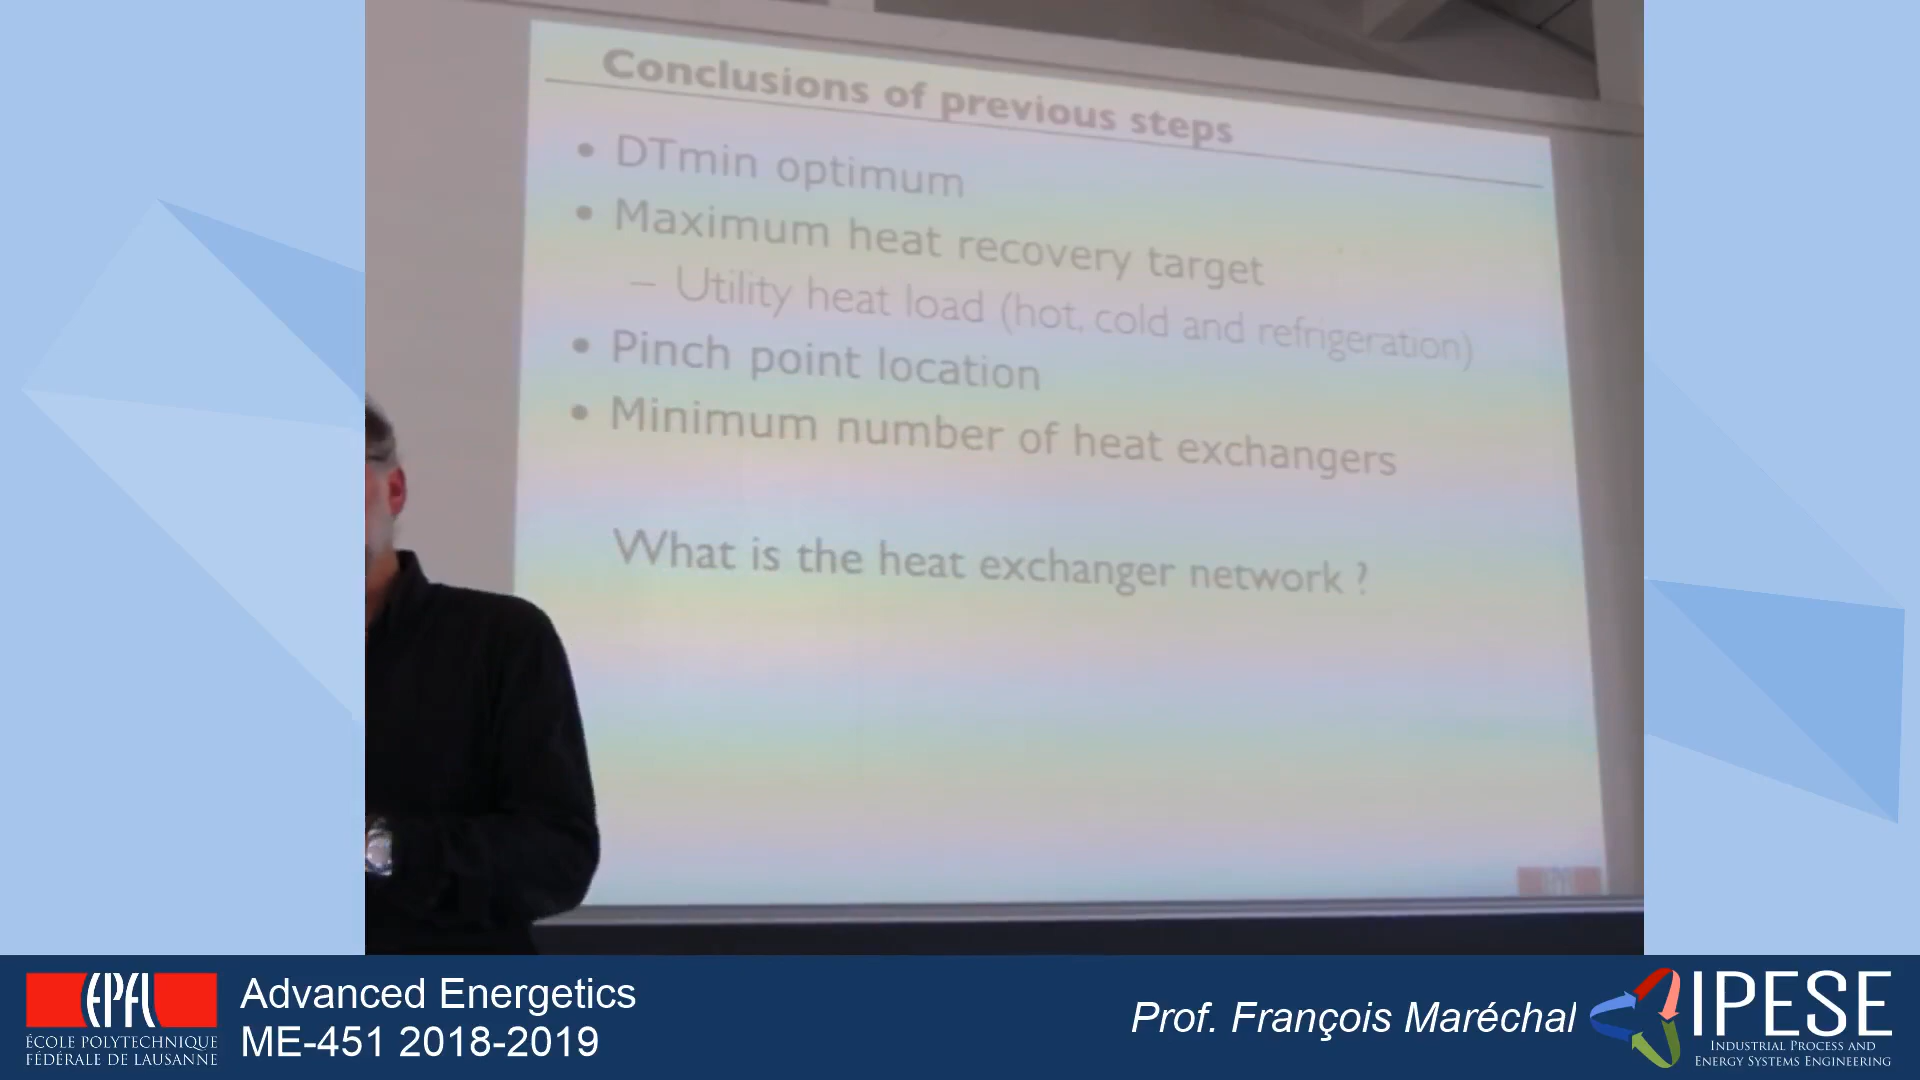 Conclusions of previous steps
• DTmin optimum
• Maximum heat recovery target
– Utility heat load (hot, cold and refrigeration)
• Pinch point location
• Minimum number of heat exchangers
What is the heat exchanger network ?
EPFL
EPFL
ÉCOLE POLYTECHNIQUE
FÉDÉRALE DE LAUSANNE
Advanced Energetics
ME-451 2018-2019
Prof. François Maréchal
IPESE
INDUSTRIAL PROCESS AND
ENERGY SYSTEMS ENGINEERING